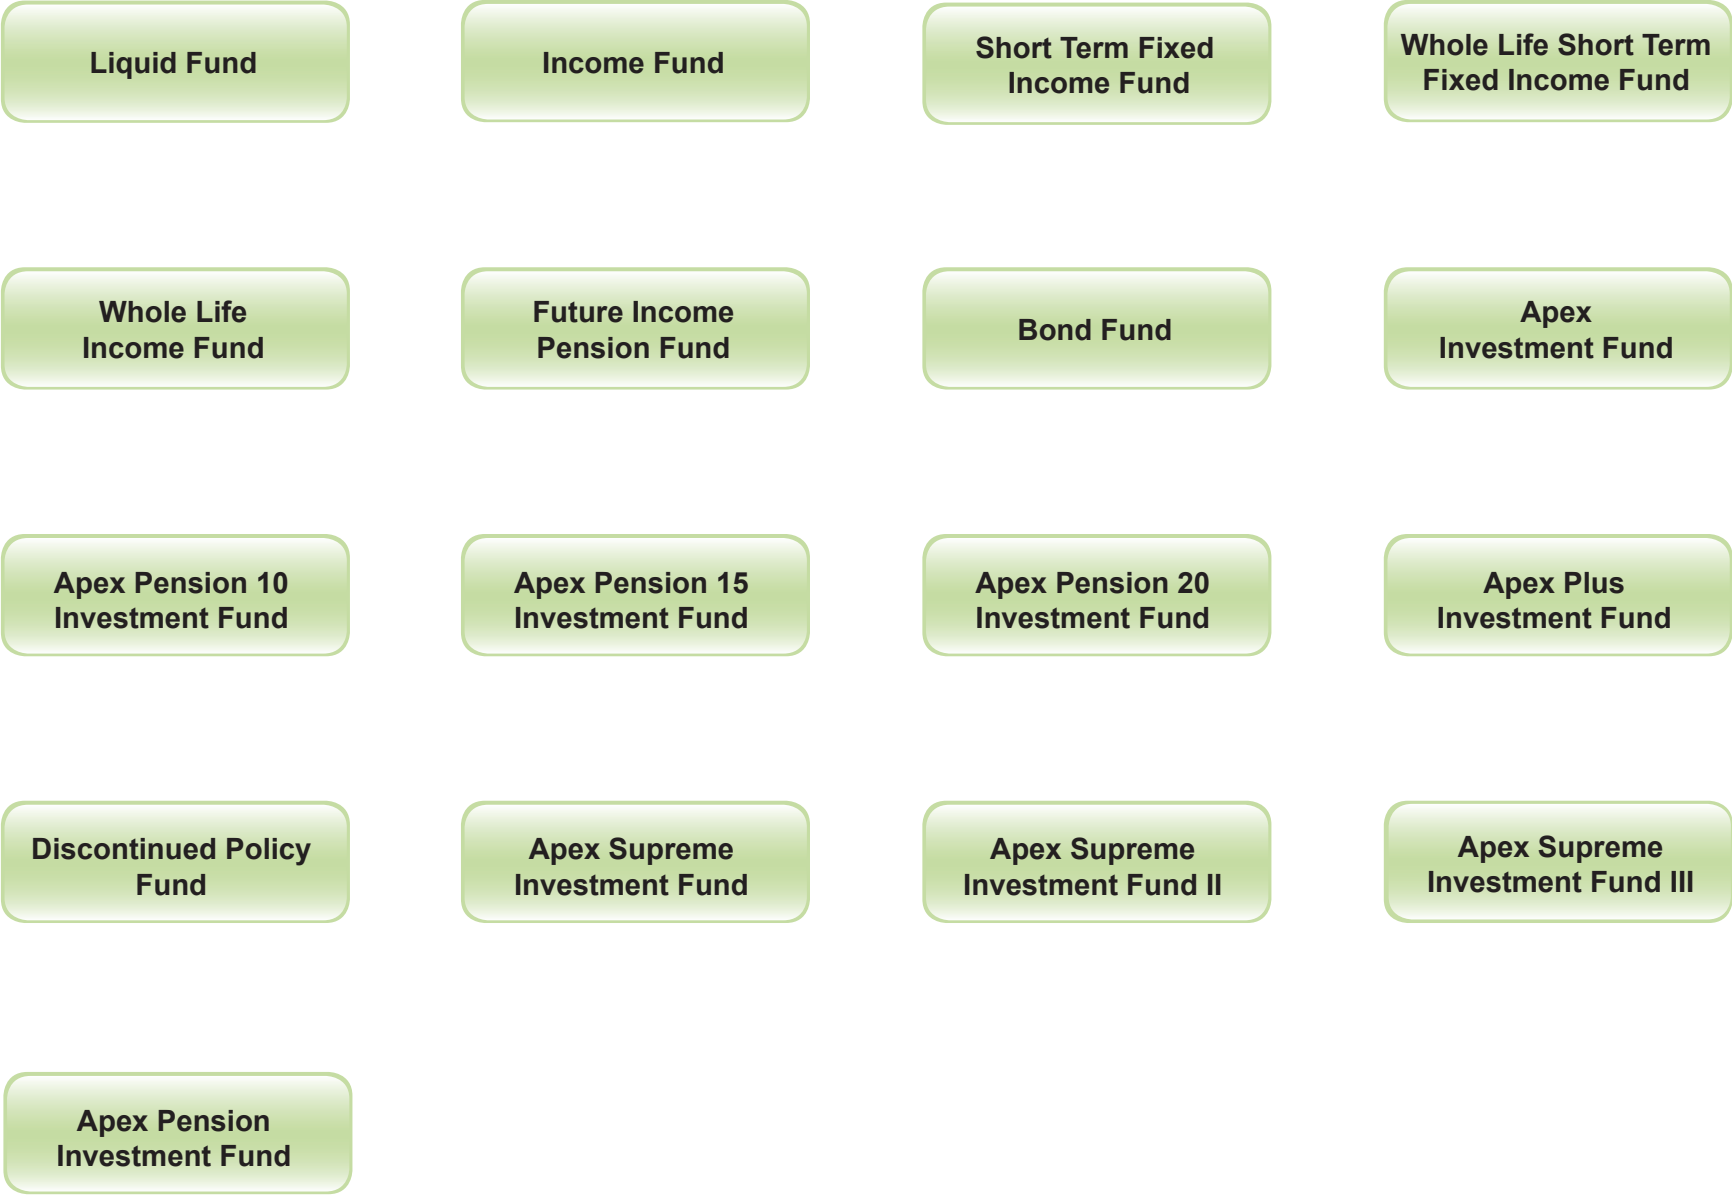 Liquid Fund
Income Fund
Short Term Fixed
Income Fund
Whole Life Short Term
Fixed Income Fund
Whole Life
Income Fund
Future Income
Pension Fund
Bond Fund
Apex
Investment Fund
Apex Pension 10
Investment Fund
Apex Pension 15
Investment Fund
Apex Pension 20
Investment Fund
Apex Plus
Investment Fund
Discontinued Policy
Fund
Apex Supreme
Investment Fund
Apex Supreme
Investment Fund II
Apex Supreme
Investment Fund III
Apex Pension
Investment Fund